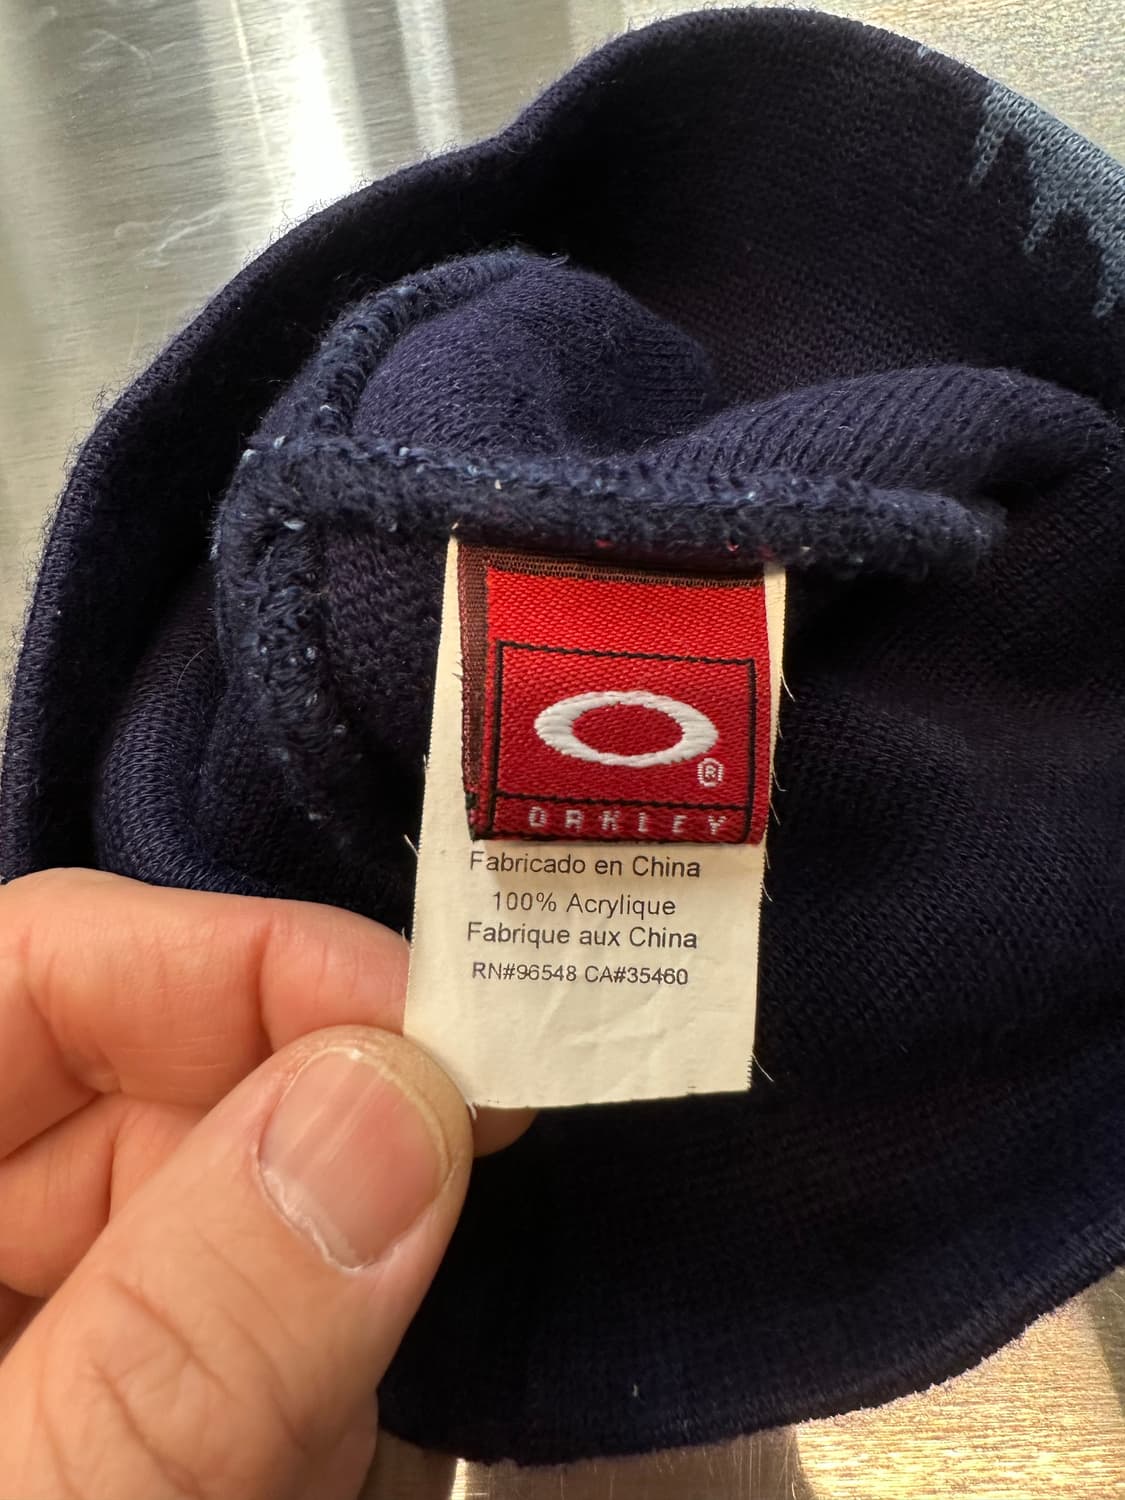 ®
OAKLEY
Fabricado en China
100% Acrylique
Fabrique aux China
RN#96548 CA#35460